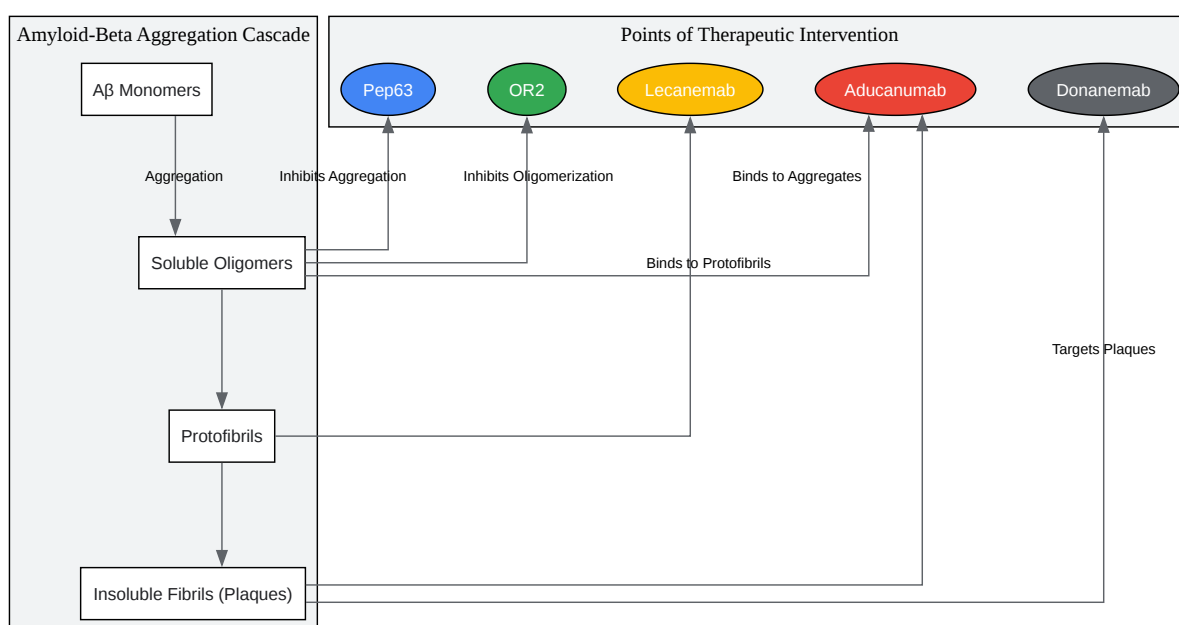 Amyloid-Beta Aggregation Cascade
Points of Therapeutic Intervention
Aβ Monomers
Pep63
OR2
Lecanemab
Aducanumab
Donanemab
Aggregation
Inhibits Aggregation
Inhibits Oligomerization
Binds to Aggregates
Soluble Oligomers
Binds to Protofibrils
Targets Plaques
Protofibrils
Insoluble Fibrils (Plaques)